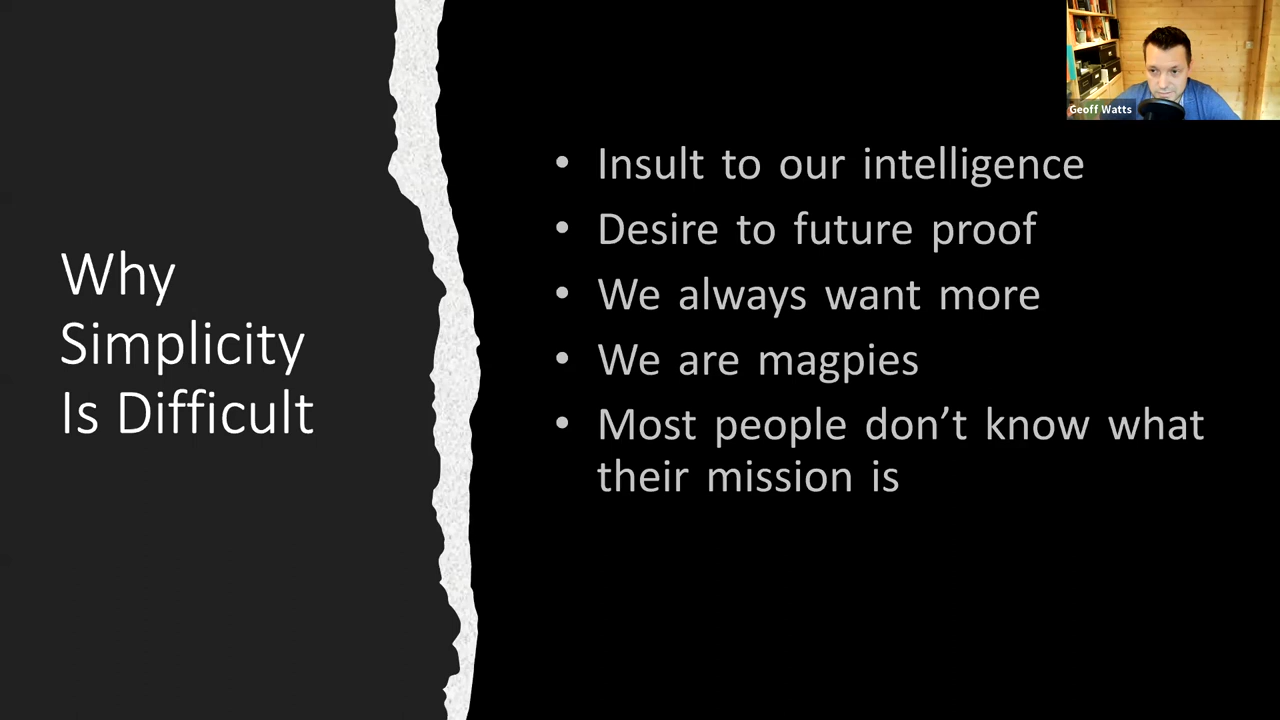 Why
Simplicity
Is Difficult
• Insult to our intelligence
• Desire to future proof
• We always want more
• We are magpies
• Most people don’t know what
their mission is
Geoff Watts